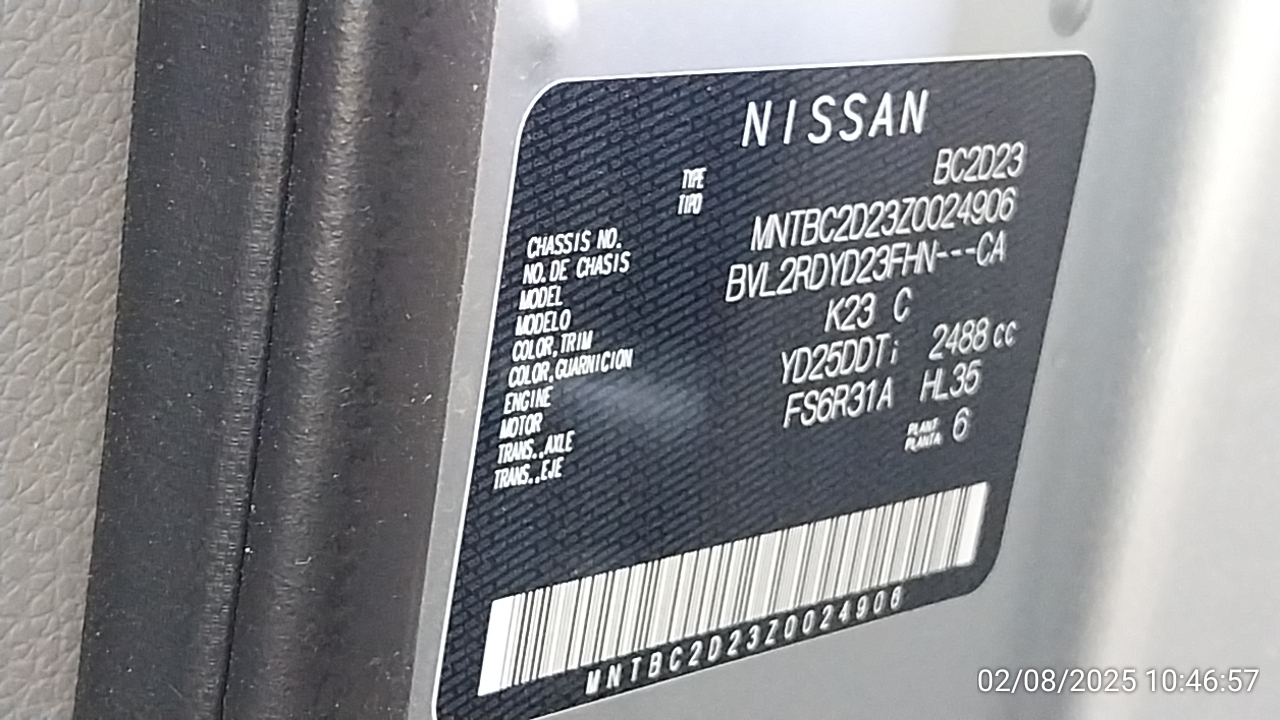 NISSAN
TYPE BC2D23
TIPO
CHASSIS NO. MNTBC2D23Z0024906
NO. DE CHASIS
MODEL BVL2RDYD23FHN---CA
MODELO
COLOR,TRIM K23 C
COLOR,GUARNICION
ENGINE YD25DDTi 2488 cc
MOTOR
TRANS.,AXLE FS6R31A HL35
TRANS.,EJE
PLANT 6
PLANTA
MNTBC2D23Z0024906
02/08/2025 10:46:57